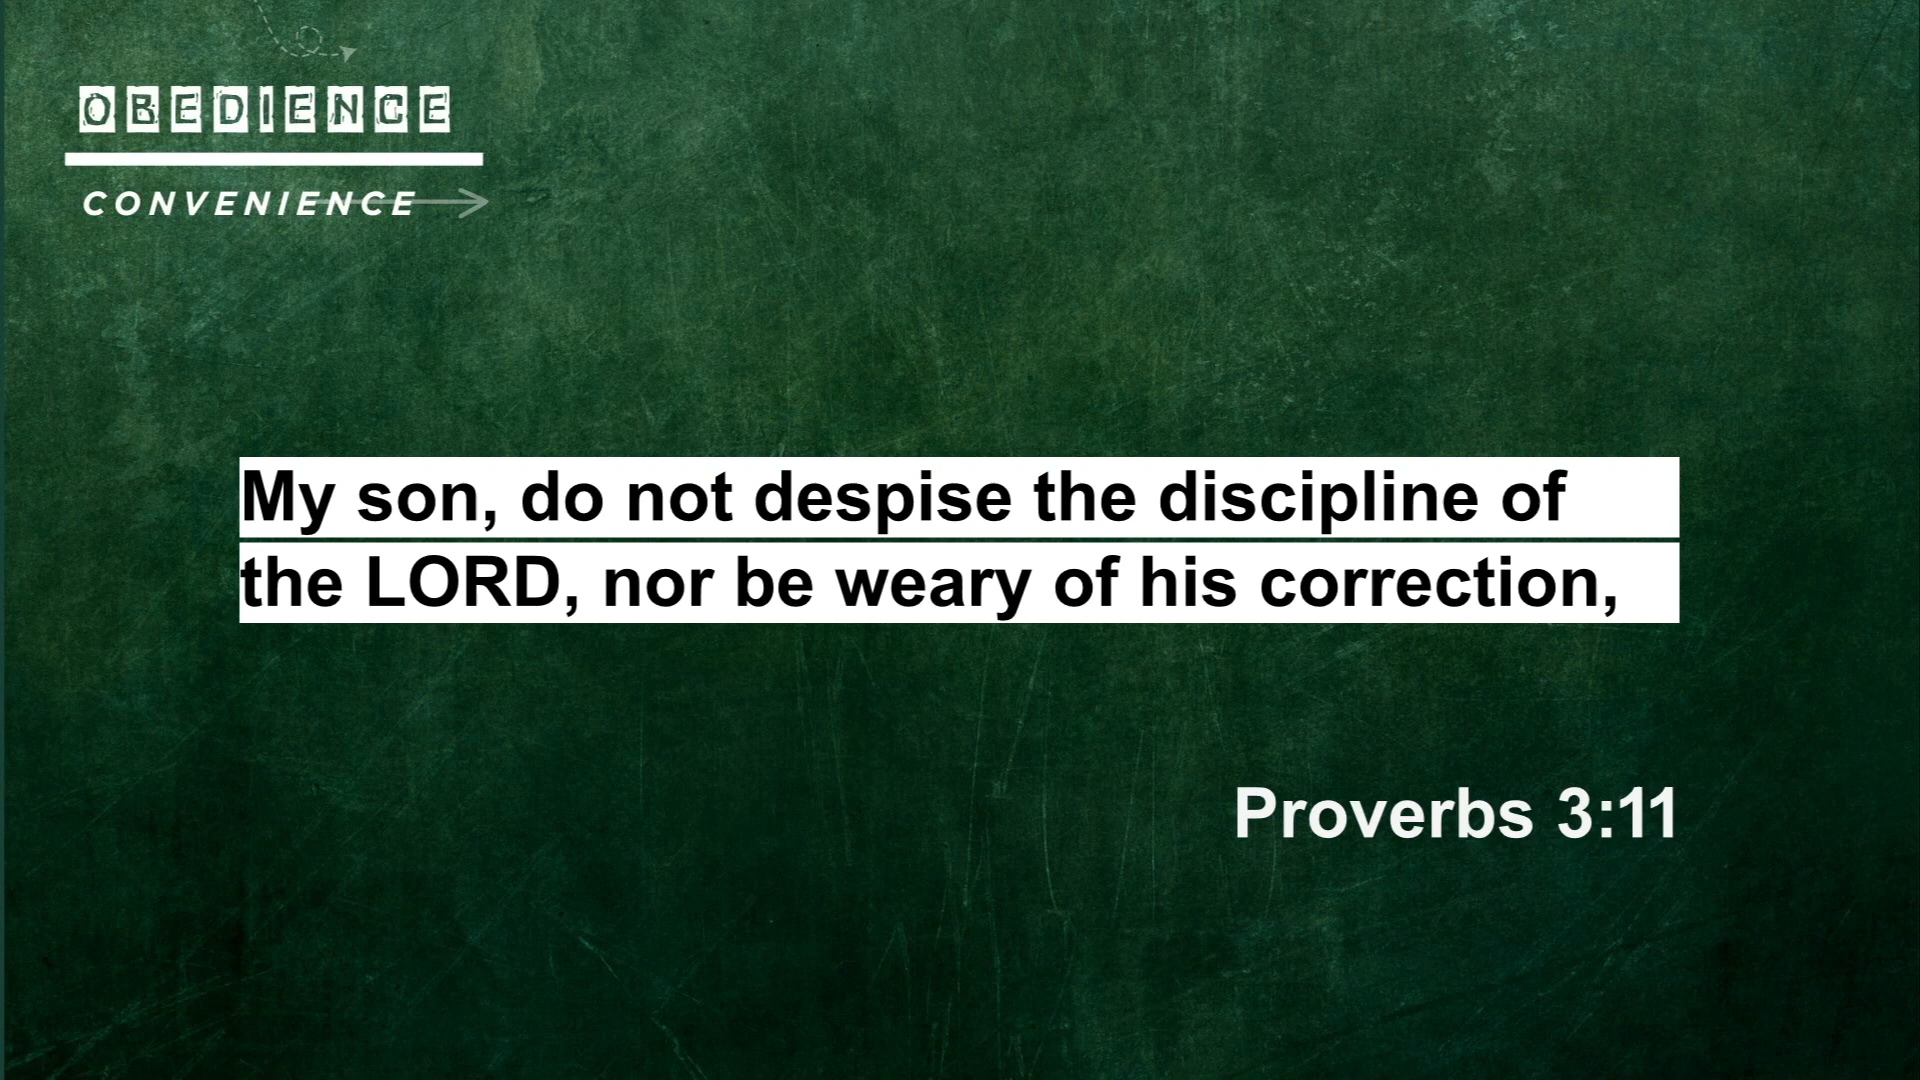 OBEDIENCE
CONVENIENCE
My son, do not despise the discipline of
the LORD, nor be weary of his correction,
Proverbs 3:11